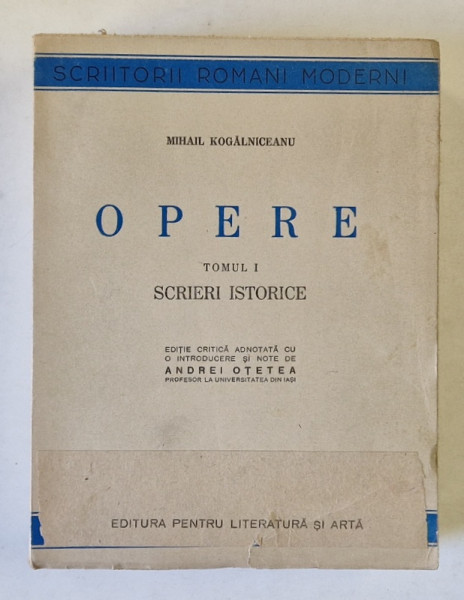 SCRIITORII ROMANI MODERNI
MIHAIL KOGĂLNICEANU
OPERE
TOMUL I
SCRIERI ISTORICE
EDIȚIE CRITICĂ ADNOTATĂ CU
O INTRODUCERE ȘI NOTE DE
ANDREI OȚETEA
PROFESOR LA UNIVERSITATEA DIN IAȘI
EDITURA PENTRU LITERATURĂ ȘI ARTĂ